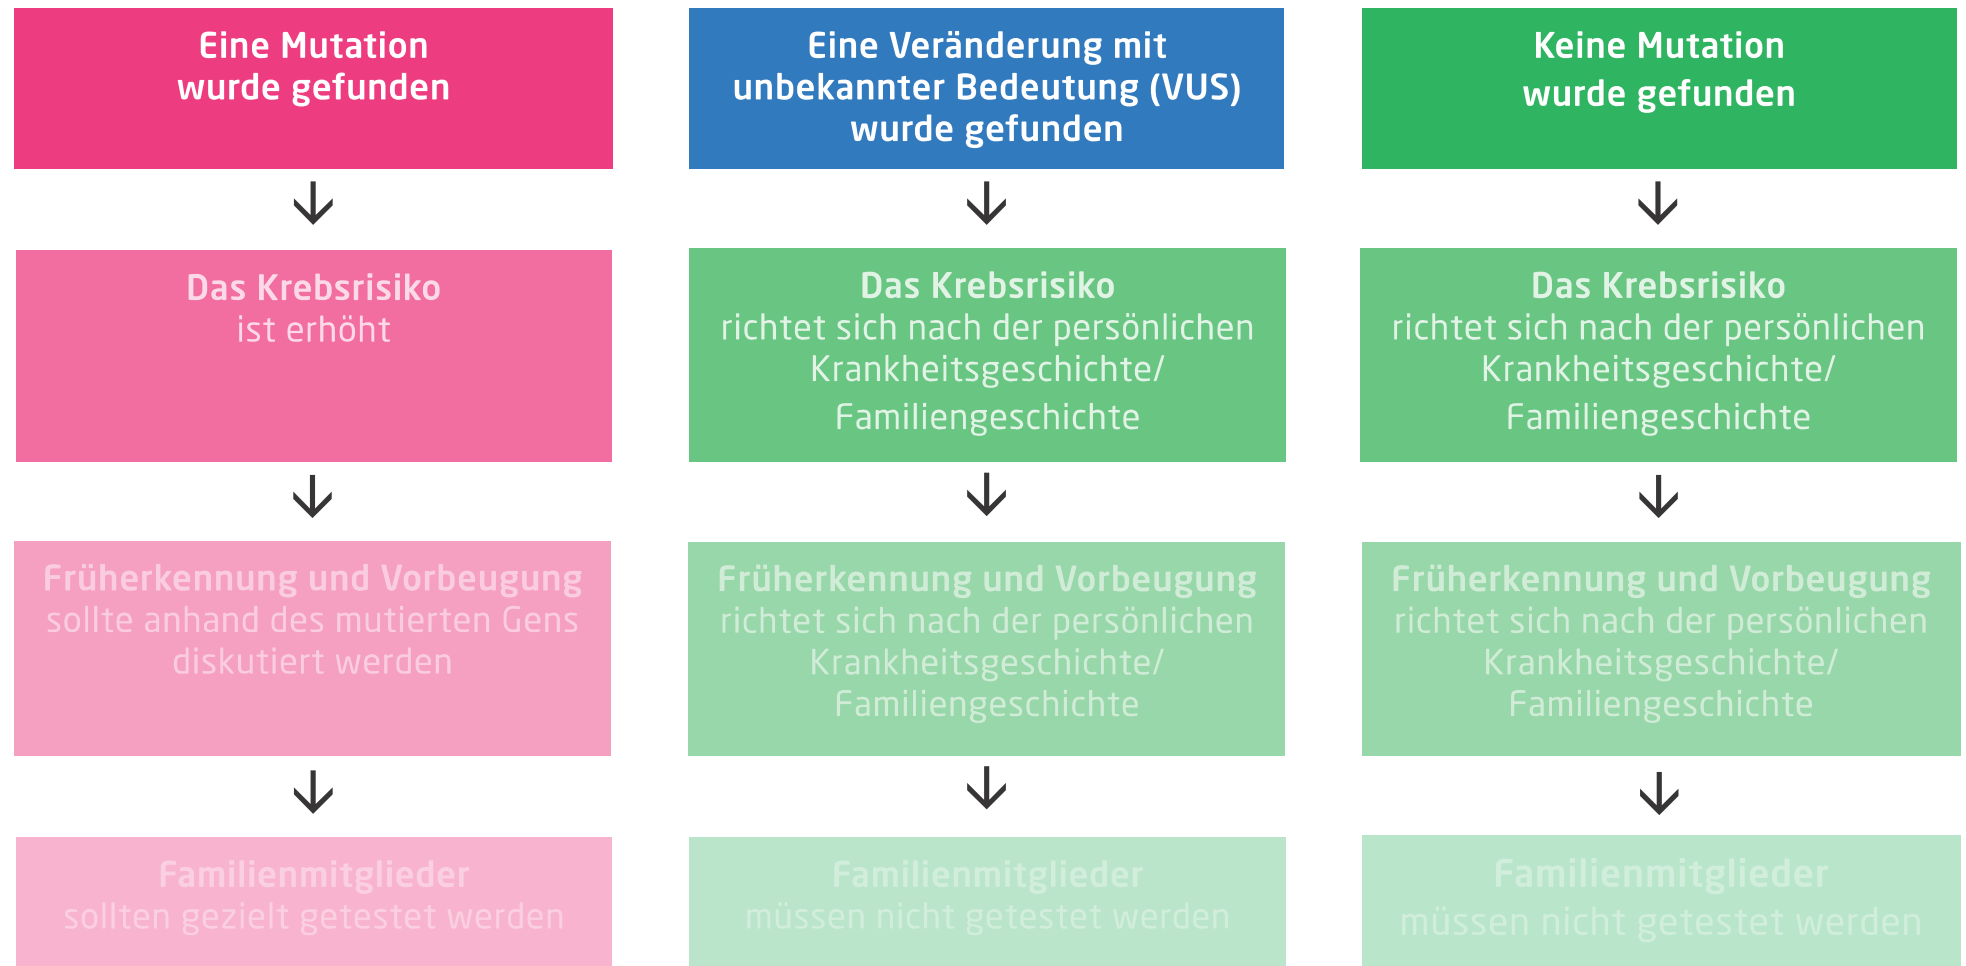 Eine Mutation
wurde gefunden
Das Krebsrisiko
ist erhöht
Früherkennung und Vorbeugung
sollte anhand des mutierten Gens
diskutiert werden
Familienmitglieder
sollten gezielt getestet werden
Eine Veränderung mit
unbekannter Bedeutung (VUS)
wurde gefunden
Das Krebsrisiko
richtet sich nach der persönlichen
Krankheitsgeschichte/
Familiengeschichte
Früherkennung und Vorbeugung
richtet sich nach der persönlichen
Krankheitsgeschichte/
Familiengeschichte
Familienmitglieder
müssen nicht getestet werden
Keine Mutation
wurde gefunden
Das Krebsrisiko
richtet sich nach der persönlichen
Krankheitsgeschichte/
Familiengeschichte
Früherkennung und Vorbeugung
richtet sich nach der persönlichen
Krankheitsgeschichte/
Familiengeschichte
Familienmitglieder
müssen nicht getestet werden